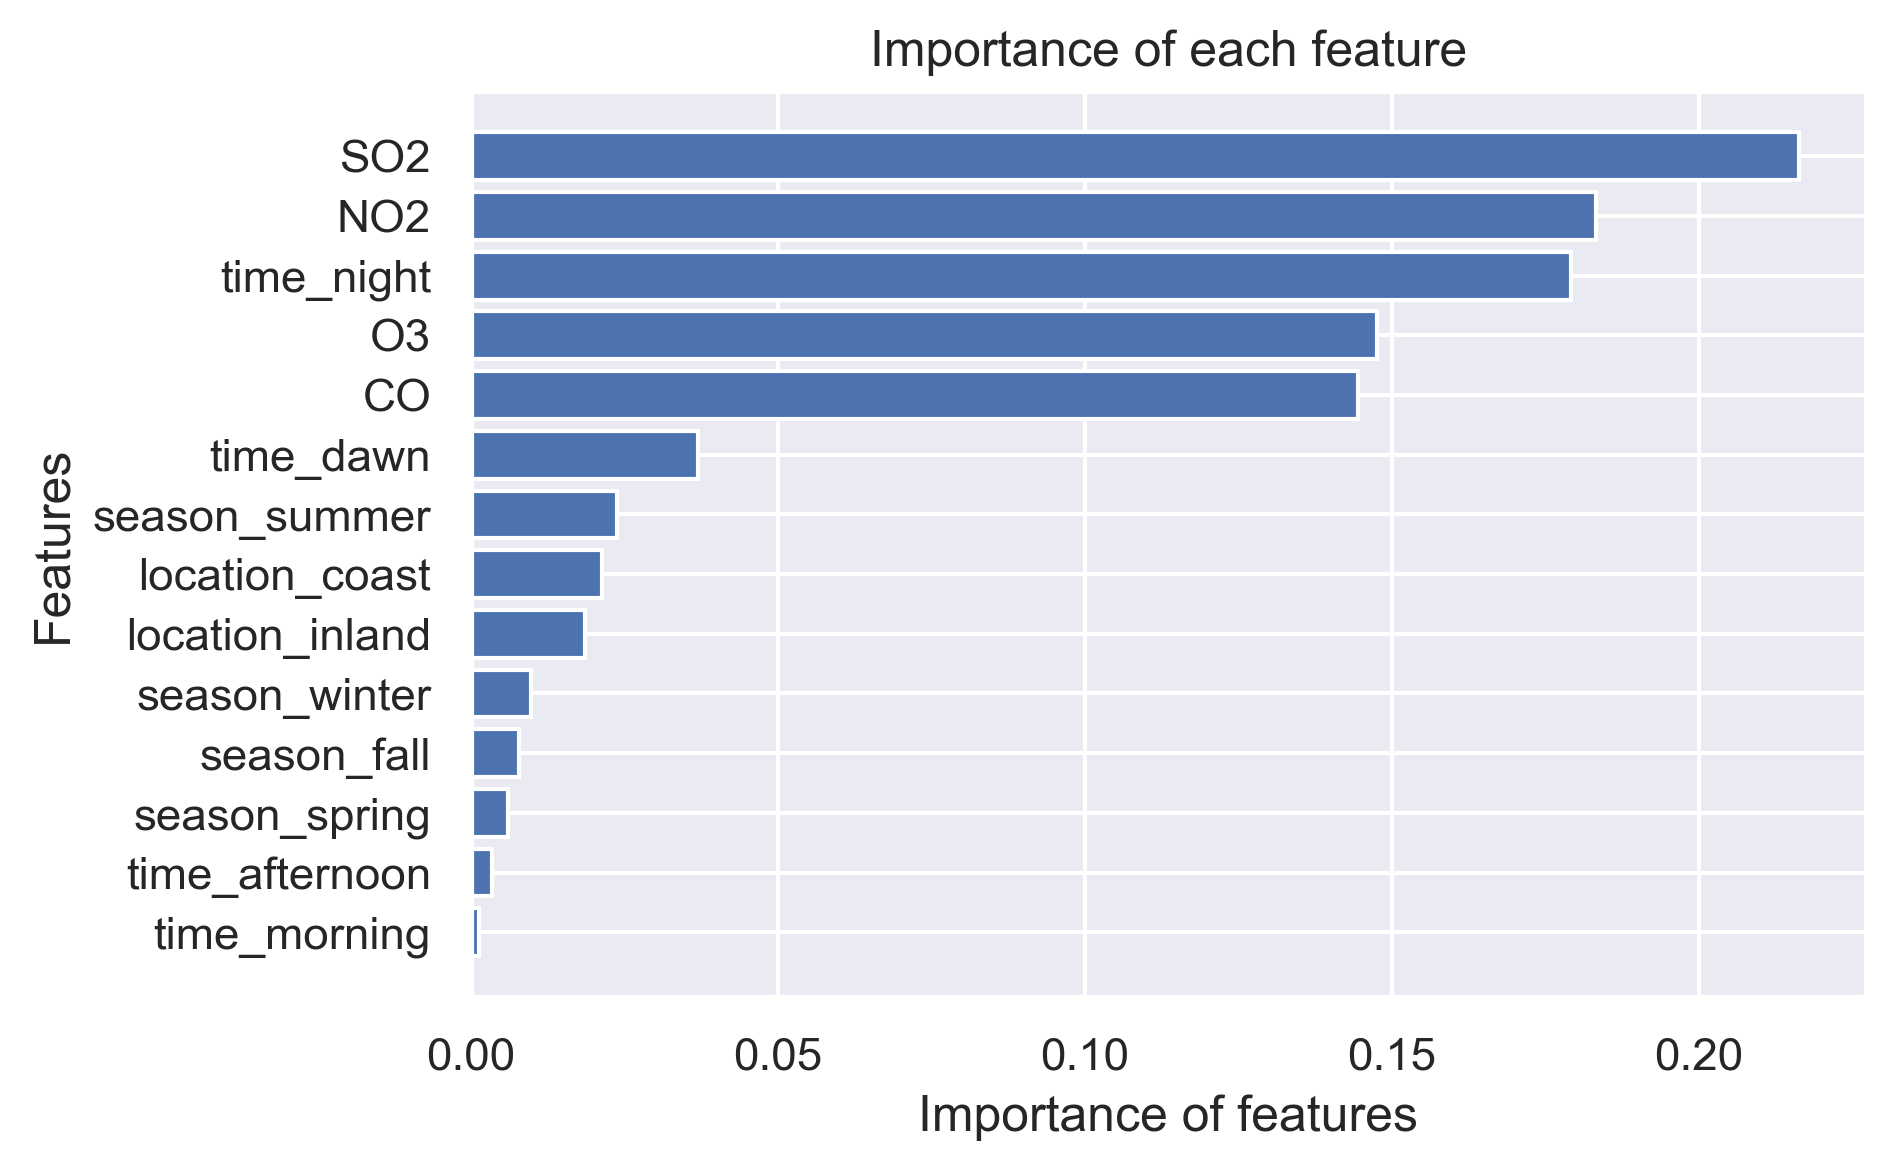 Importance of each feature
SO2
NO2
time_night
O3
CO
time_dawn
season_summer
location_coast
location_inland
season_winter
season_fall
season_spring
time_afternoon
time_morning
Features
0.00 0.05 0.10 0.15 0.20
Importance of features